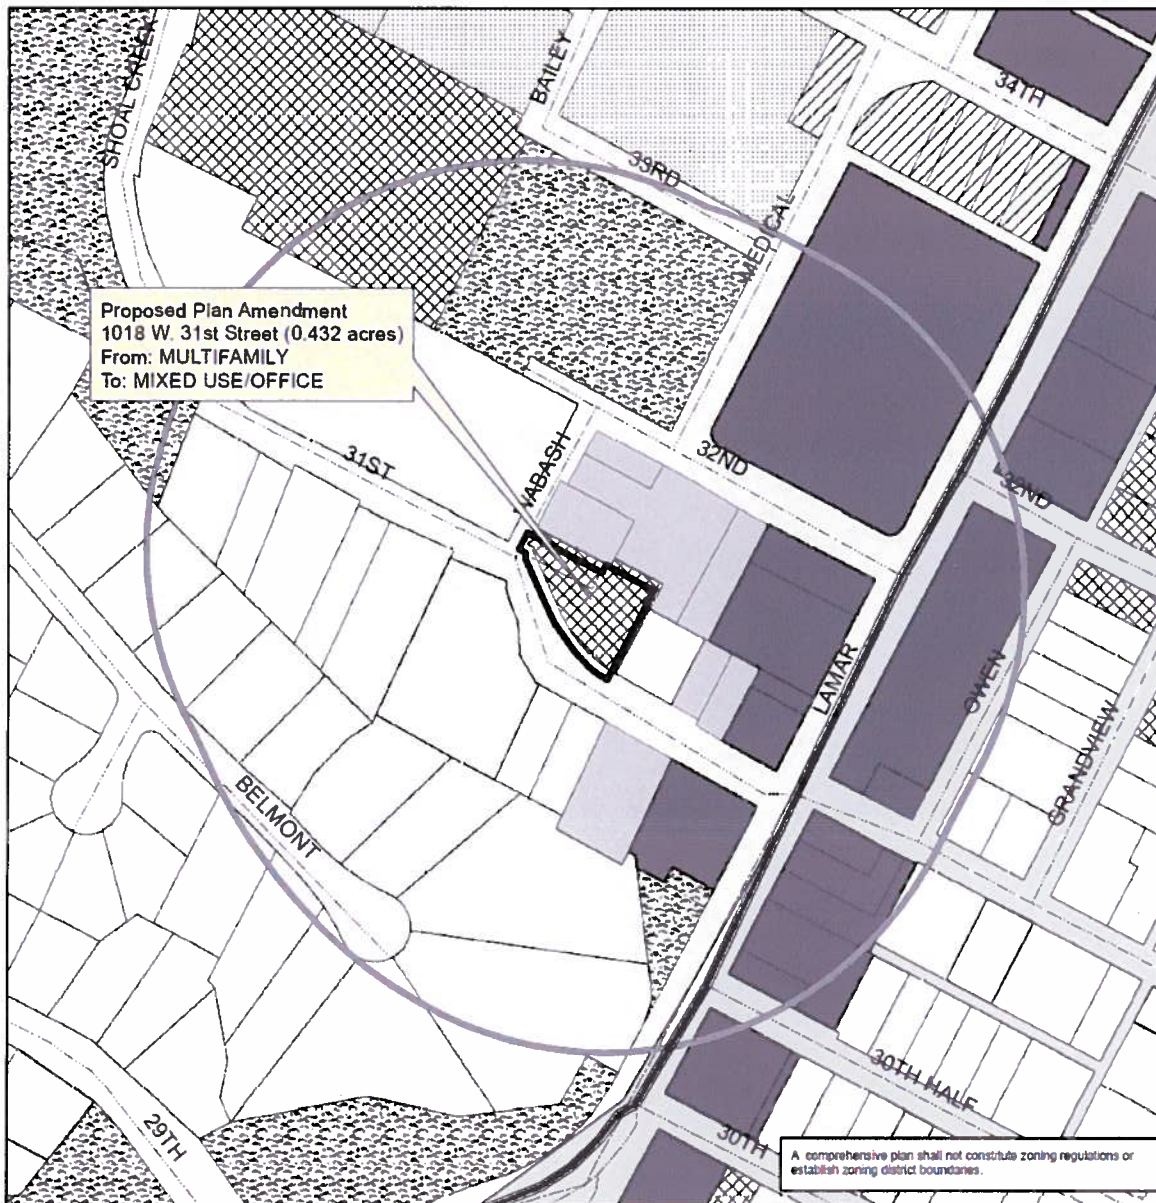 SHOAL CREEK
BAILEY
34TH
33RD
MEDICAL
Proposed Plan Amendment
1018 W. 31st Street (0.432 acres)
From: MULTIFAMILY
To: MIXED USE/OFFICE
31ST
WABASH
32ND
32ND
LAMAR
OWEN
GRANDVIEW
BELMONT
30TH HALF
29TH
30TH
A comprehensive plan shall not constitute zoning regulations or
establish zoning district boundaries.